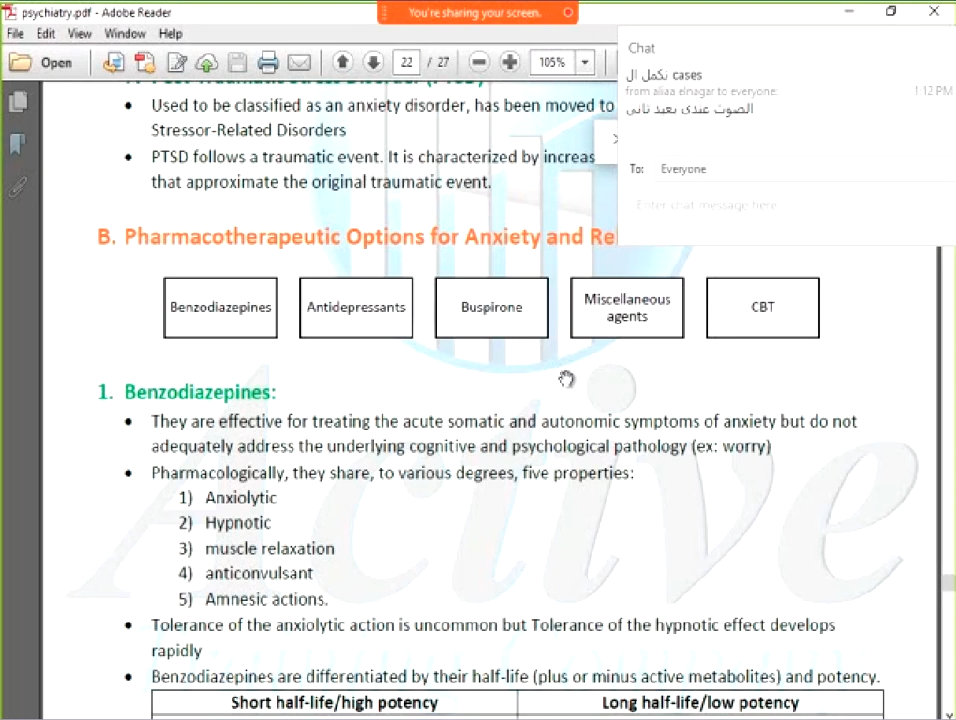 psychiatry.pdf - Adobe Reader
You're sharing your screen.
File Edit View Window Help
Open 22 / 27 105%
Chat
نكمل ال cases
from aliaa elnagar to everyone: 1:12 PM
الصوت عندى بعيد تانى
To: Everyone
Enter chat message here
Used to be classified as an anxiety disorder, has been moved to
Stressor-Related Disorders
PTSD follows a traumatic event. It is characterized by increas
that approximate the original traumatic event.
B. Pharmacotherapeutic Options for Anxiety and Re
Benzodiazepines
Antidepressants
Buspirone
Miscellaneous
agents
CBT
1. Benzodiazepines:
• They are effective for treating the acute somatic and autonomic symptoms of anxiety but do not
adequately address the underlying cognitive and psychological pathology (ex: worry)
• Pharmacologically, they share, to various degrees, five properties:
1) Anxiolytic
2) Hypnotic
3) muscle relaxation
4) anticonvulsant
5) Amnesic actions.
• Tolerance of the anxiolytic action is uncommon but Tolerance of the hypnotic effect develops
rapidly
• Benzodiazepines are differentiated by their half-life (plus or minus active metabolites) and potency.
Short half-life/high potency Long half-life/low potency
Active